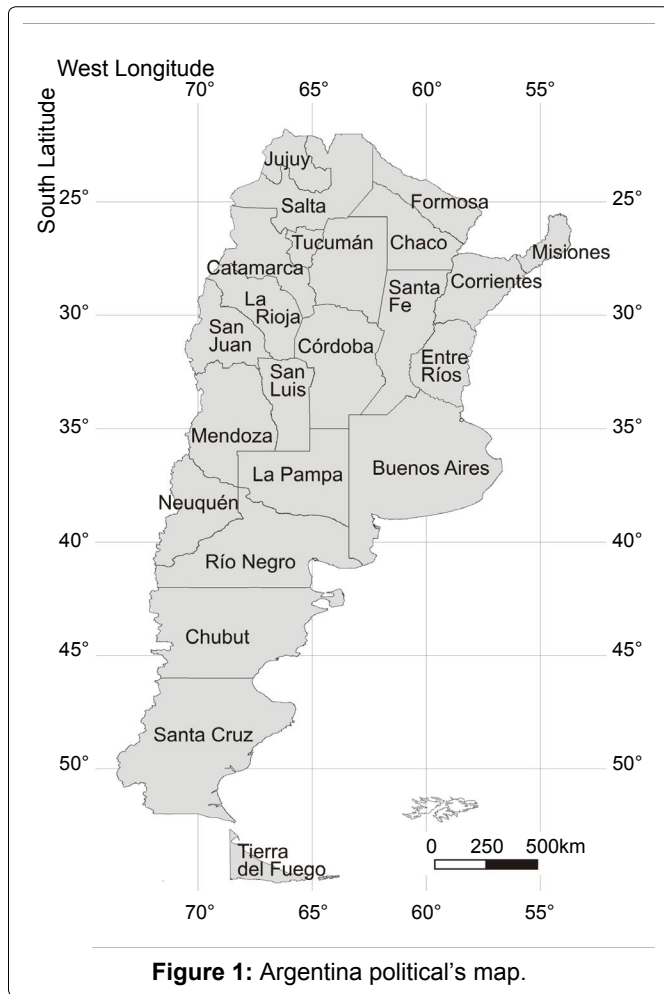 West Longitude
70° 65° 60° 55°
South Latitude
Jujuy
25° 25°
Salta
Formosa
Tucumán
Chaco
Misiones
Catamarca
Corrientes
Santa
Fe
La
Rioja
30° 30°
San
Juan
Córdoba
Entre
Ríos
San
Luis
35° 35°
Mendoza
Buenos Aires
La Pampa
Neuquén
40° 40°
Río Negro
Chubut
45° 45°
Santa Cruz
50° 50°
0 250 500km
Tierra
del Fuego
70° 65° 60° 55°
Figure 1: Argentina political's map.